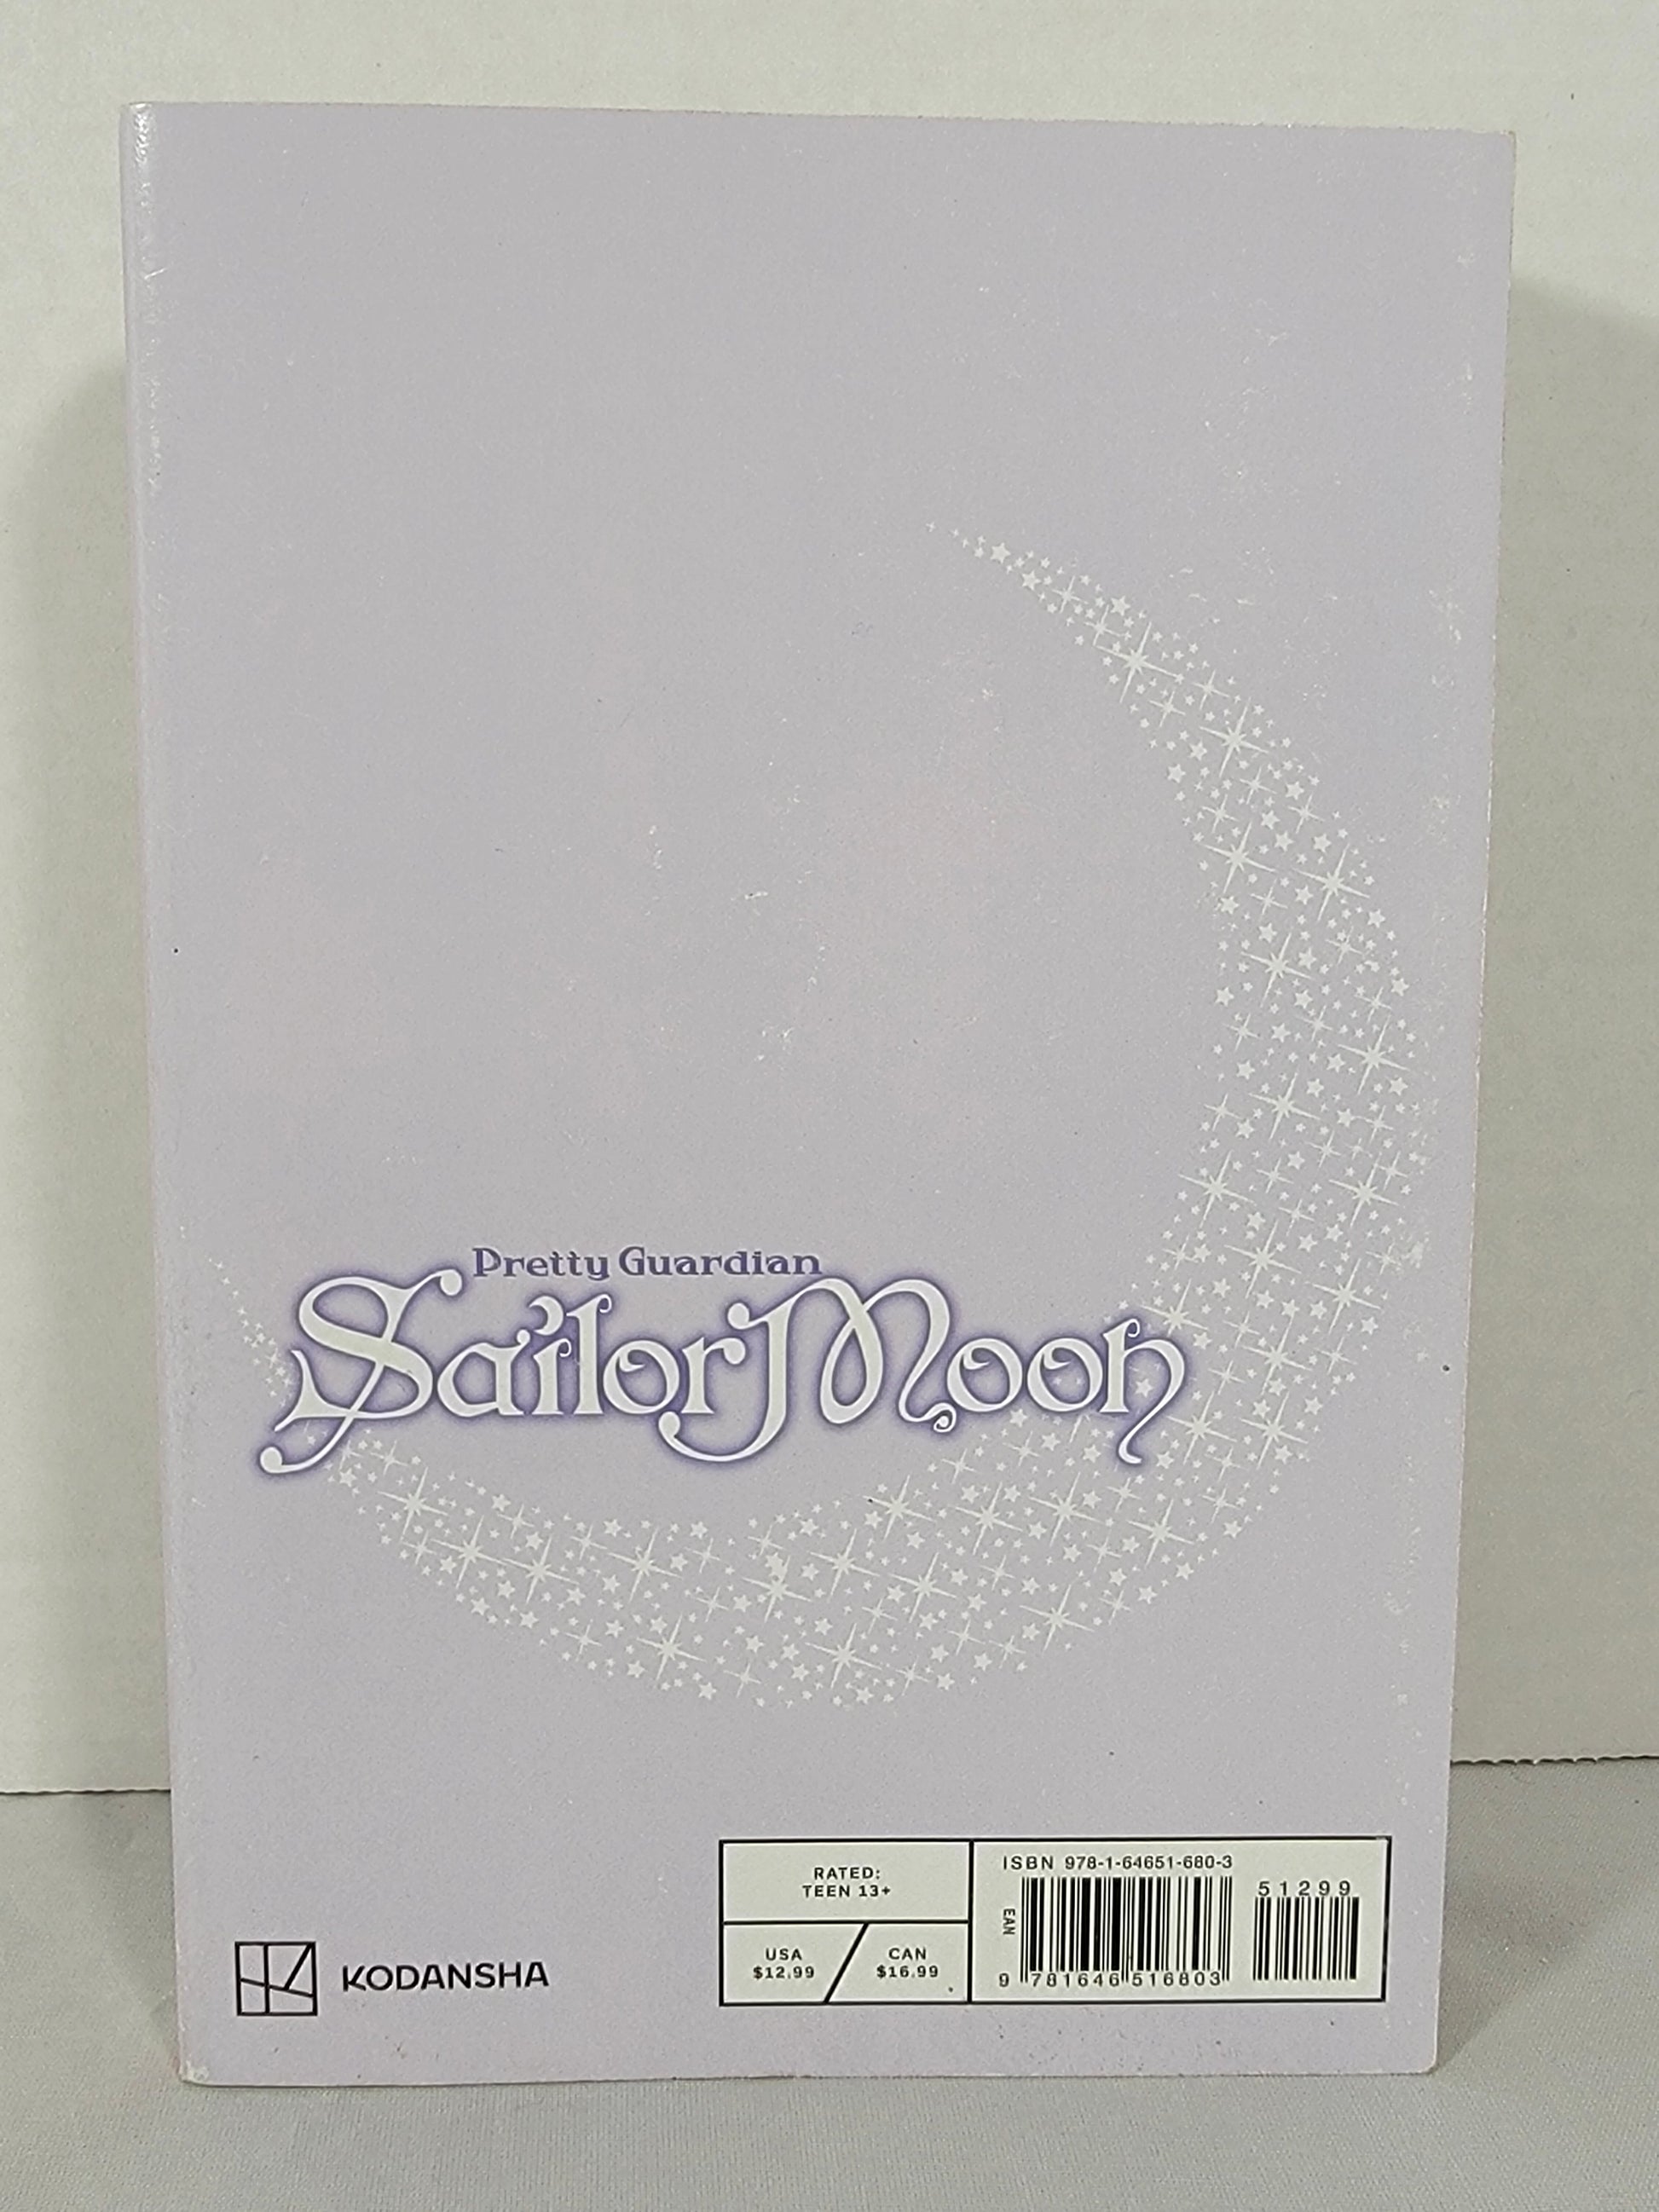 Pretty Guardian
Sailor Moon
KODANSHA
RATED:
TEEN 13+
USA
$12.99
CAN
$16.99
ISBN 978-1-64651-680-3
EAN
51299
9 781646 516803